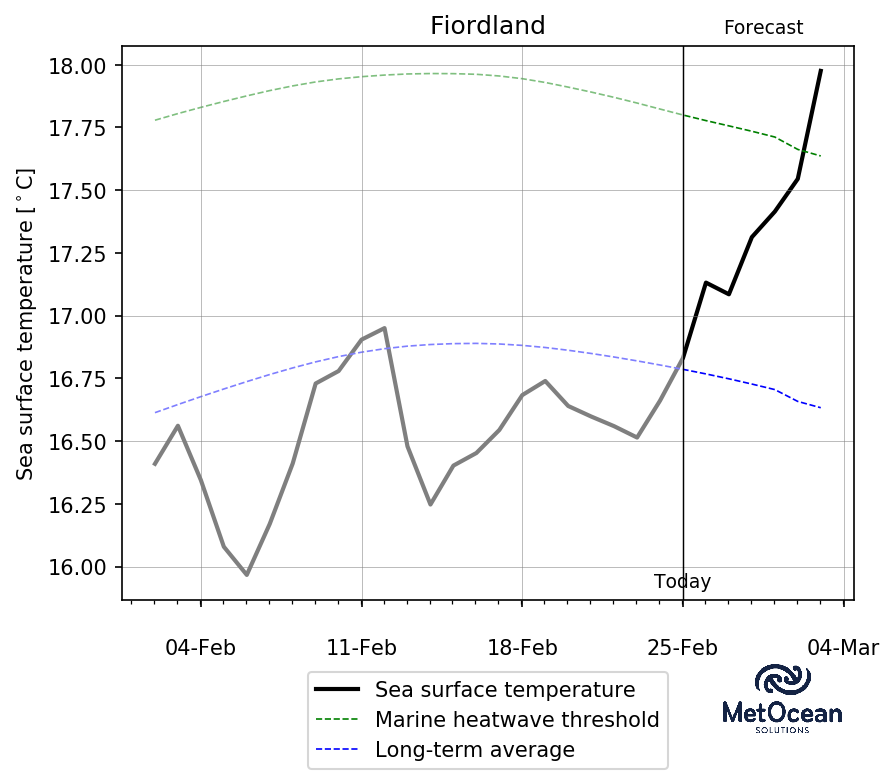 Fiordland
Forecast
Sea surface temperature [°C]
18.00
17.75
17.50
17.25
17.00
16.75
16.50
16.25
16.00
Today
04-Feb 11-Feb 18-Feb 25-Feb 04-Mar
Sea surface temperature
Marine heatwave threshold
Long-term average
MetOcean
SOLUTIONS